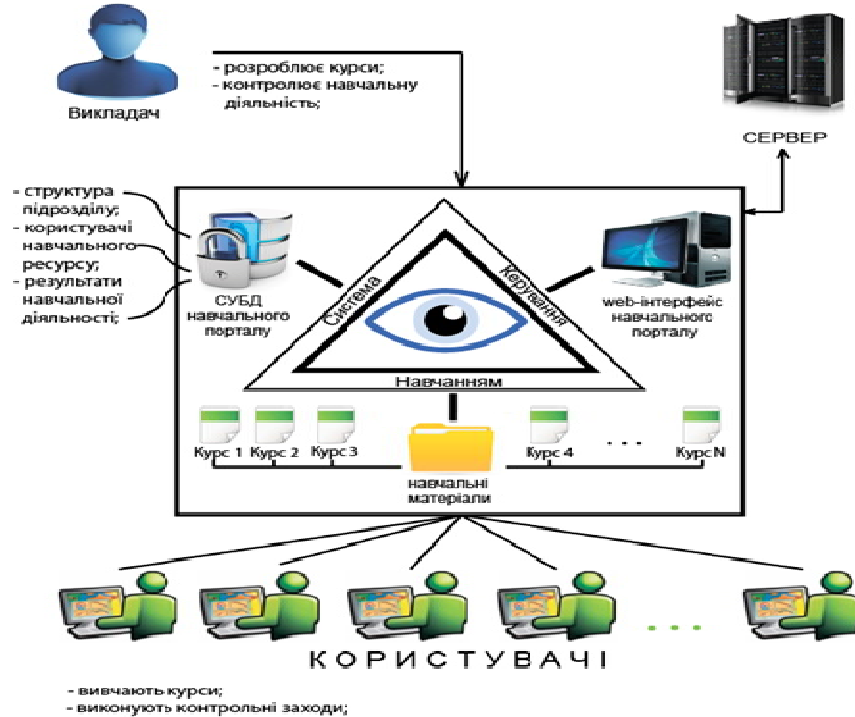 - розроблює курси;
- контролює навчальну
діяльність;
Викладач
СЕРВЕР
- структура
підрозділу;
- користувачі
навчального
ресурсу;
- результати
навчальної
діяльності;
СУБД
навчального
порталу
Система
Керування
Навчанням
web-інтерфейс
навчального
порталу
Курс 1
Курс 2
Курс 3
Курс 4
...
Курс N
навчальні
матеріали
...
КОРИСТУВАЧІ
- вивчають курси;
- виконують контрольні заходи;